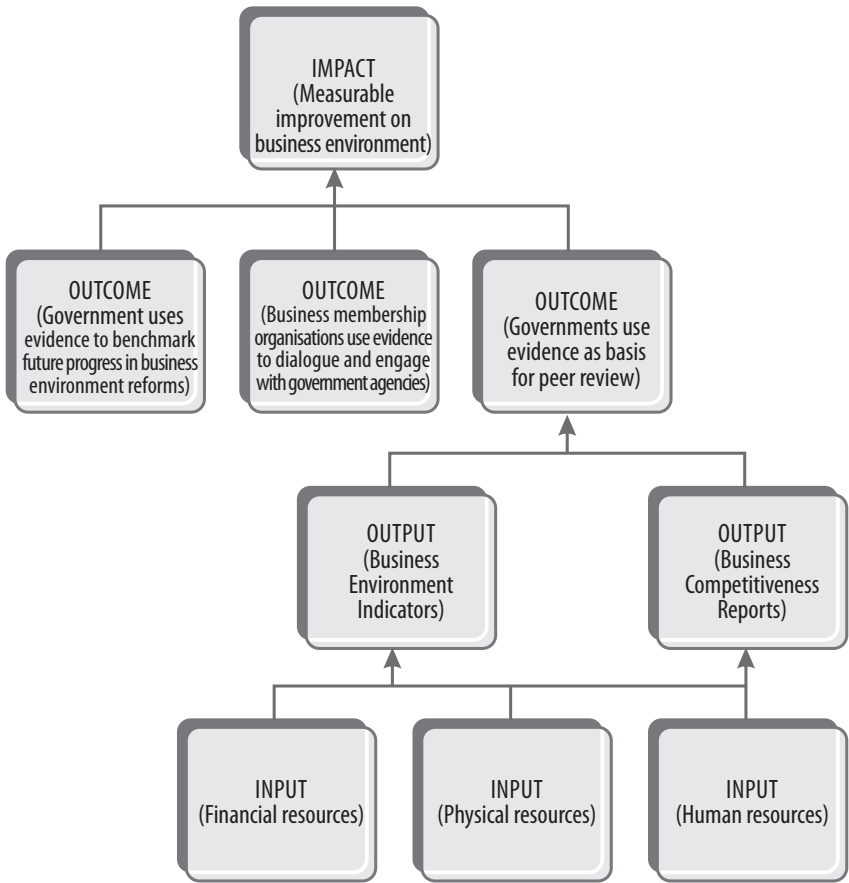 IMPACT
(Measurable
improvement on
business environment)
OUTCOME
(Government uses
evidence to benchmark
future progress in business
environment reforms)
OUTCOME
(Business membership
organisations use evidence
to dialogue and engage
with government agencies)
OUTCOME
(Governments use
evidence as basis
for peer review)
OUTPUT
(Business
Environment
Indicators)
OUTPUT
(Business
Competitiveness
Reports)
INPUT
(Financial resources)
INPUT
(Physical resources)
INPUT
(Human resources)